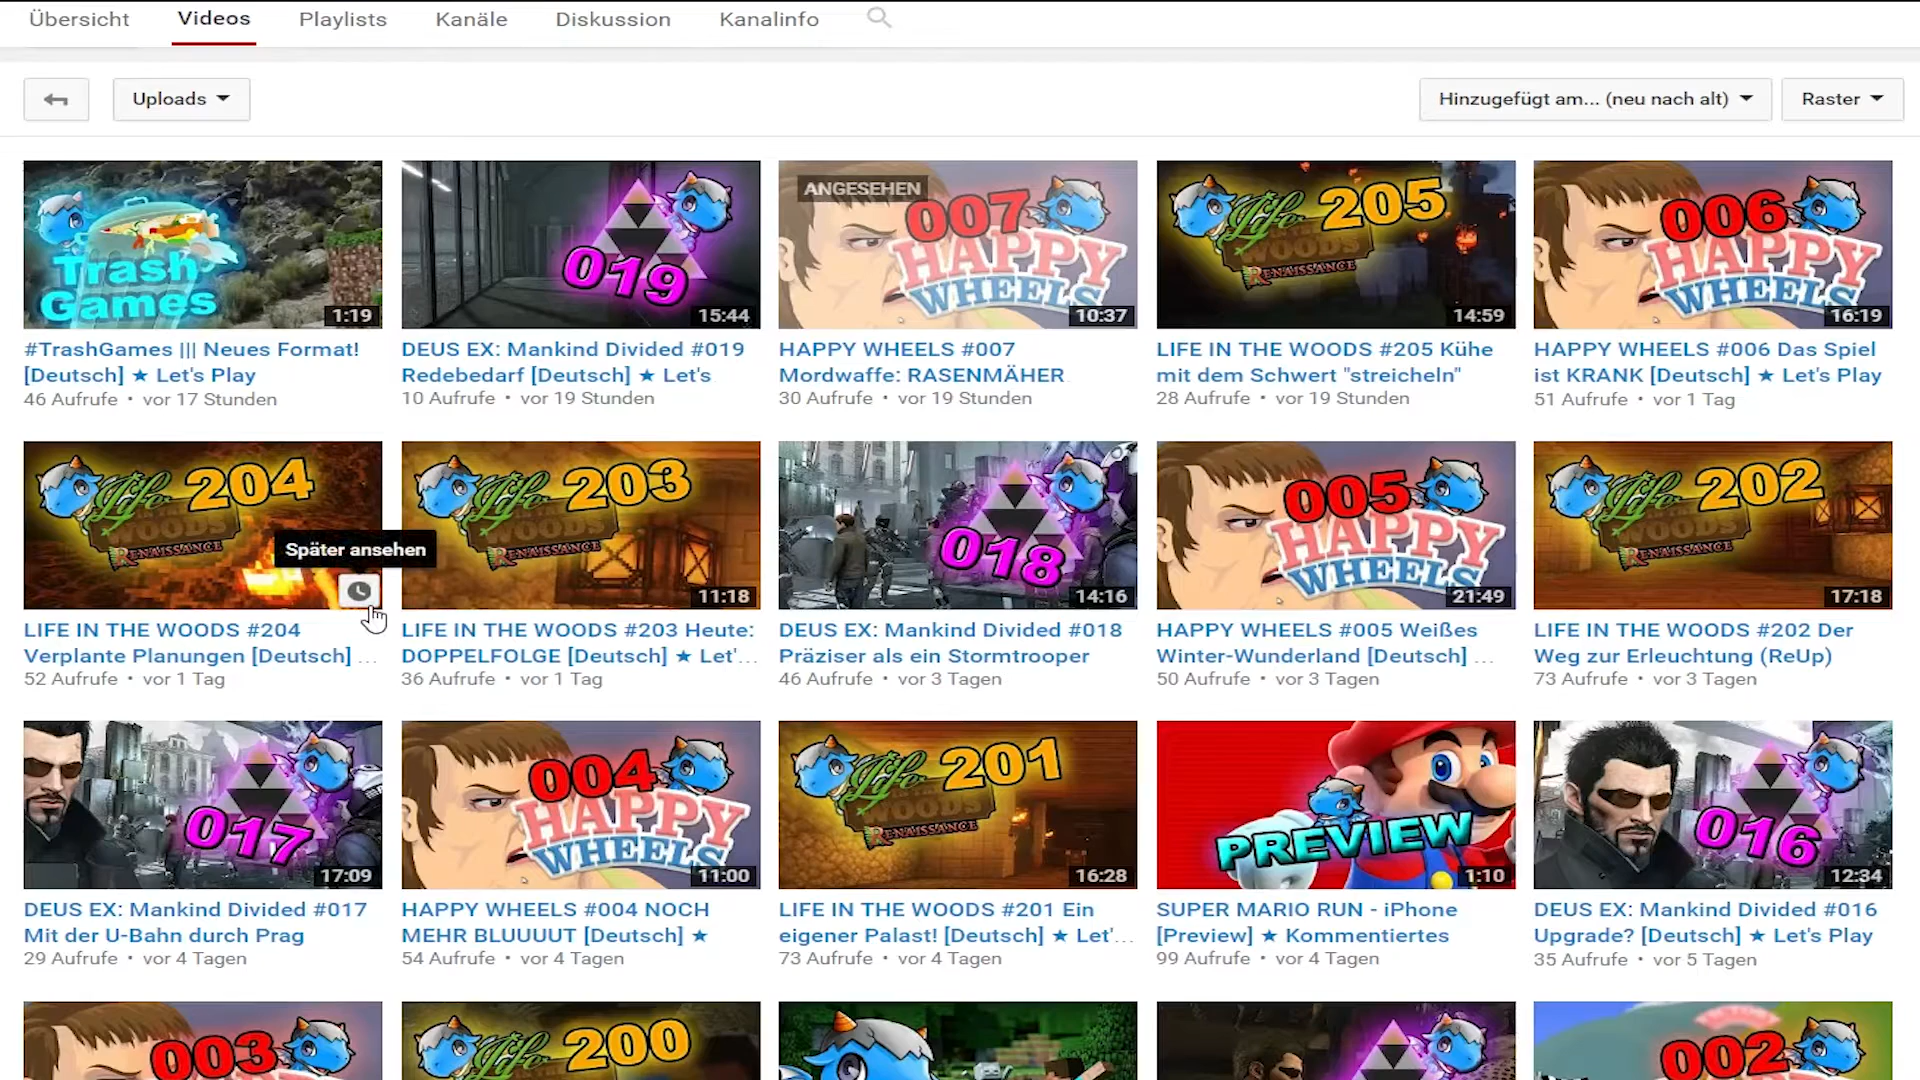 Übersicht
Videos
Playlists
Kanäle
Diskussion
Kanalinfo
Uploads
Hinzugefügt am... (neu nach alt)
Raster
Trash
Games
1:19
#TrashGames ||| Neues Format!
[Deutsch] ★ Let's Play
46 Aufrufe • vor 17 Stunden
019
15:44
DEUS EX: Mankind Divided #019
Redebedarf [Deutsch] ★ Let's
10 Aufrufe • vor 19 Stunden
ANGESEHEN
007
HAPPY
WHEELS
10:37
HAPPY WHEELS #007
Mordwaffe: RASENMÄHER
30 Aufrufe • vor 19 Stunden
205
Life
WOODS
RENAISSANCE
14:59
LIFE IN THE WOODS #205 Kühe
mit dem Schwert "streicheln"
28 Aufrufe • vor 19 Stunden
006
HAPPY
WHEELS
16:19
HAPPY WHEELS #006 Das Spiel
ist KRANK [Deutsch] ★ Let's Play
51 Aufrufe • vor 1 Tag
204
Life
WOODS
RENAISSANCE
Später ansehen
LIFE IN THE WOODS #204
Verplante Planungen [Deutsch] ...
52 Aufrufe • vor 1 Tag
203
Life
WOODS
RENAISSANCE
11:18
LIFE IN THE WOODS #203 Heute:
DOPPELFOLGE [Deutsch] ★ Let'...
36 Aufrufe • vor 1 Tag
018
14:16
DEUS EX: Mankind Divided #018
Präziser als ein Stormtrooper
46 Aufrufe • vor 3 Tagen
005
HAPPY
WHEELS
21:49
HAPPY WHEELS #005 Weißes
Winter-Wunderland [Deutsch] ...
50 Aufrufe • vor 3 Tagen
202
Life
WOODS
RENAISSANCE
17:18
LIFE IN THE WOODS #202 Der
Weg zur Erleuchtung (ReUp)
73 Aufrufe • vor 3 Tagen
017
17:09
DEUS EX: Mankind Divided #017
Mit der U-Bahn durch Prag
29 Aufrufe • vor 4 Tagen
004
HAPPY
WHEELS
11:00
HAPPY WHEELS #004 NOCH
MEHR BLUUUUT [Deutsch] ★
54 Aufrufe • vor 4 Tagen
201
Life
WOODS
RENAISSANCE
16:28
LIFE IN THE WOODS #201 Ein
eigener Palast! [Deutsch] ★ Let'...
73 Aufrufe • vor 4 Tagen
PREVIEW
1:10
SUPER MARIO RUN - iPhone
[Preview] ★ Kommentiertes
99 Aufrufe • vor 4 Tagen
016
12:34
DEUS EX: Mankind Divided #016
Upgrade? [Deutsch] ★ Let's Play
35 Aufrufe • vor 5 Tagen
003
200
Life
002